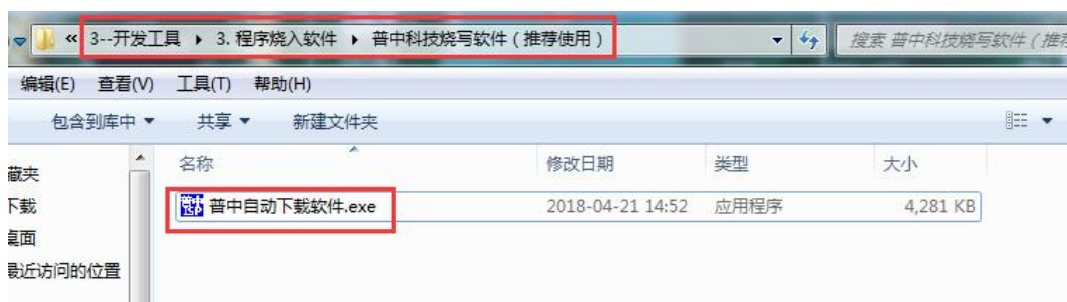 « 3--开发工具 ▸ 3. 程序烧入软件 ▸ 普中科技烧写软件（推荐使用） 搜索 普中科技烧写软件（推荐
编辑(E) 查看(V) 工具(T) 帮助(H)
包含到库中 ▼ 共享 ▼ 新建文件夹
藏夹 名称 修改日期 类型 大小
下载 普中自动下载软件.exe 2018-04-21 14:52 应用程序 4,281 KB
桌面
最近访问的位置